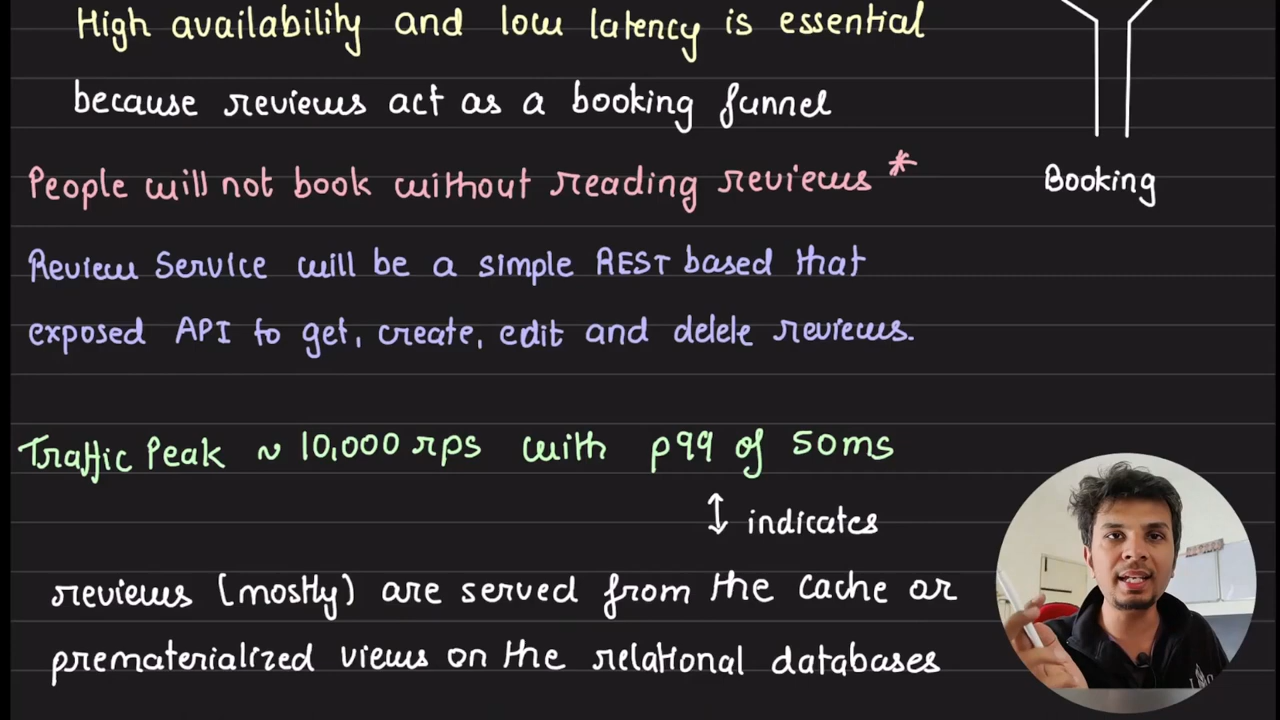 High availability and low latency is essential
because reviews act as a booking funnel
People will not book without reading reviews *
Booking
Review Service will be a simple REST based that
exposed API to get, create, edit and delete reviews.
Traffic Peak ~ 10,000 rps with p99 of 50ms
↕ indicates
reviews (mostly) are served from the cache or
prematerialized views on the relational databases